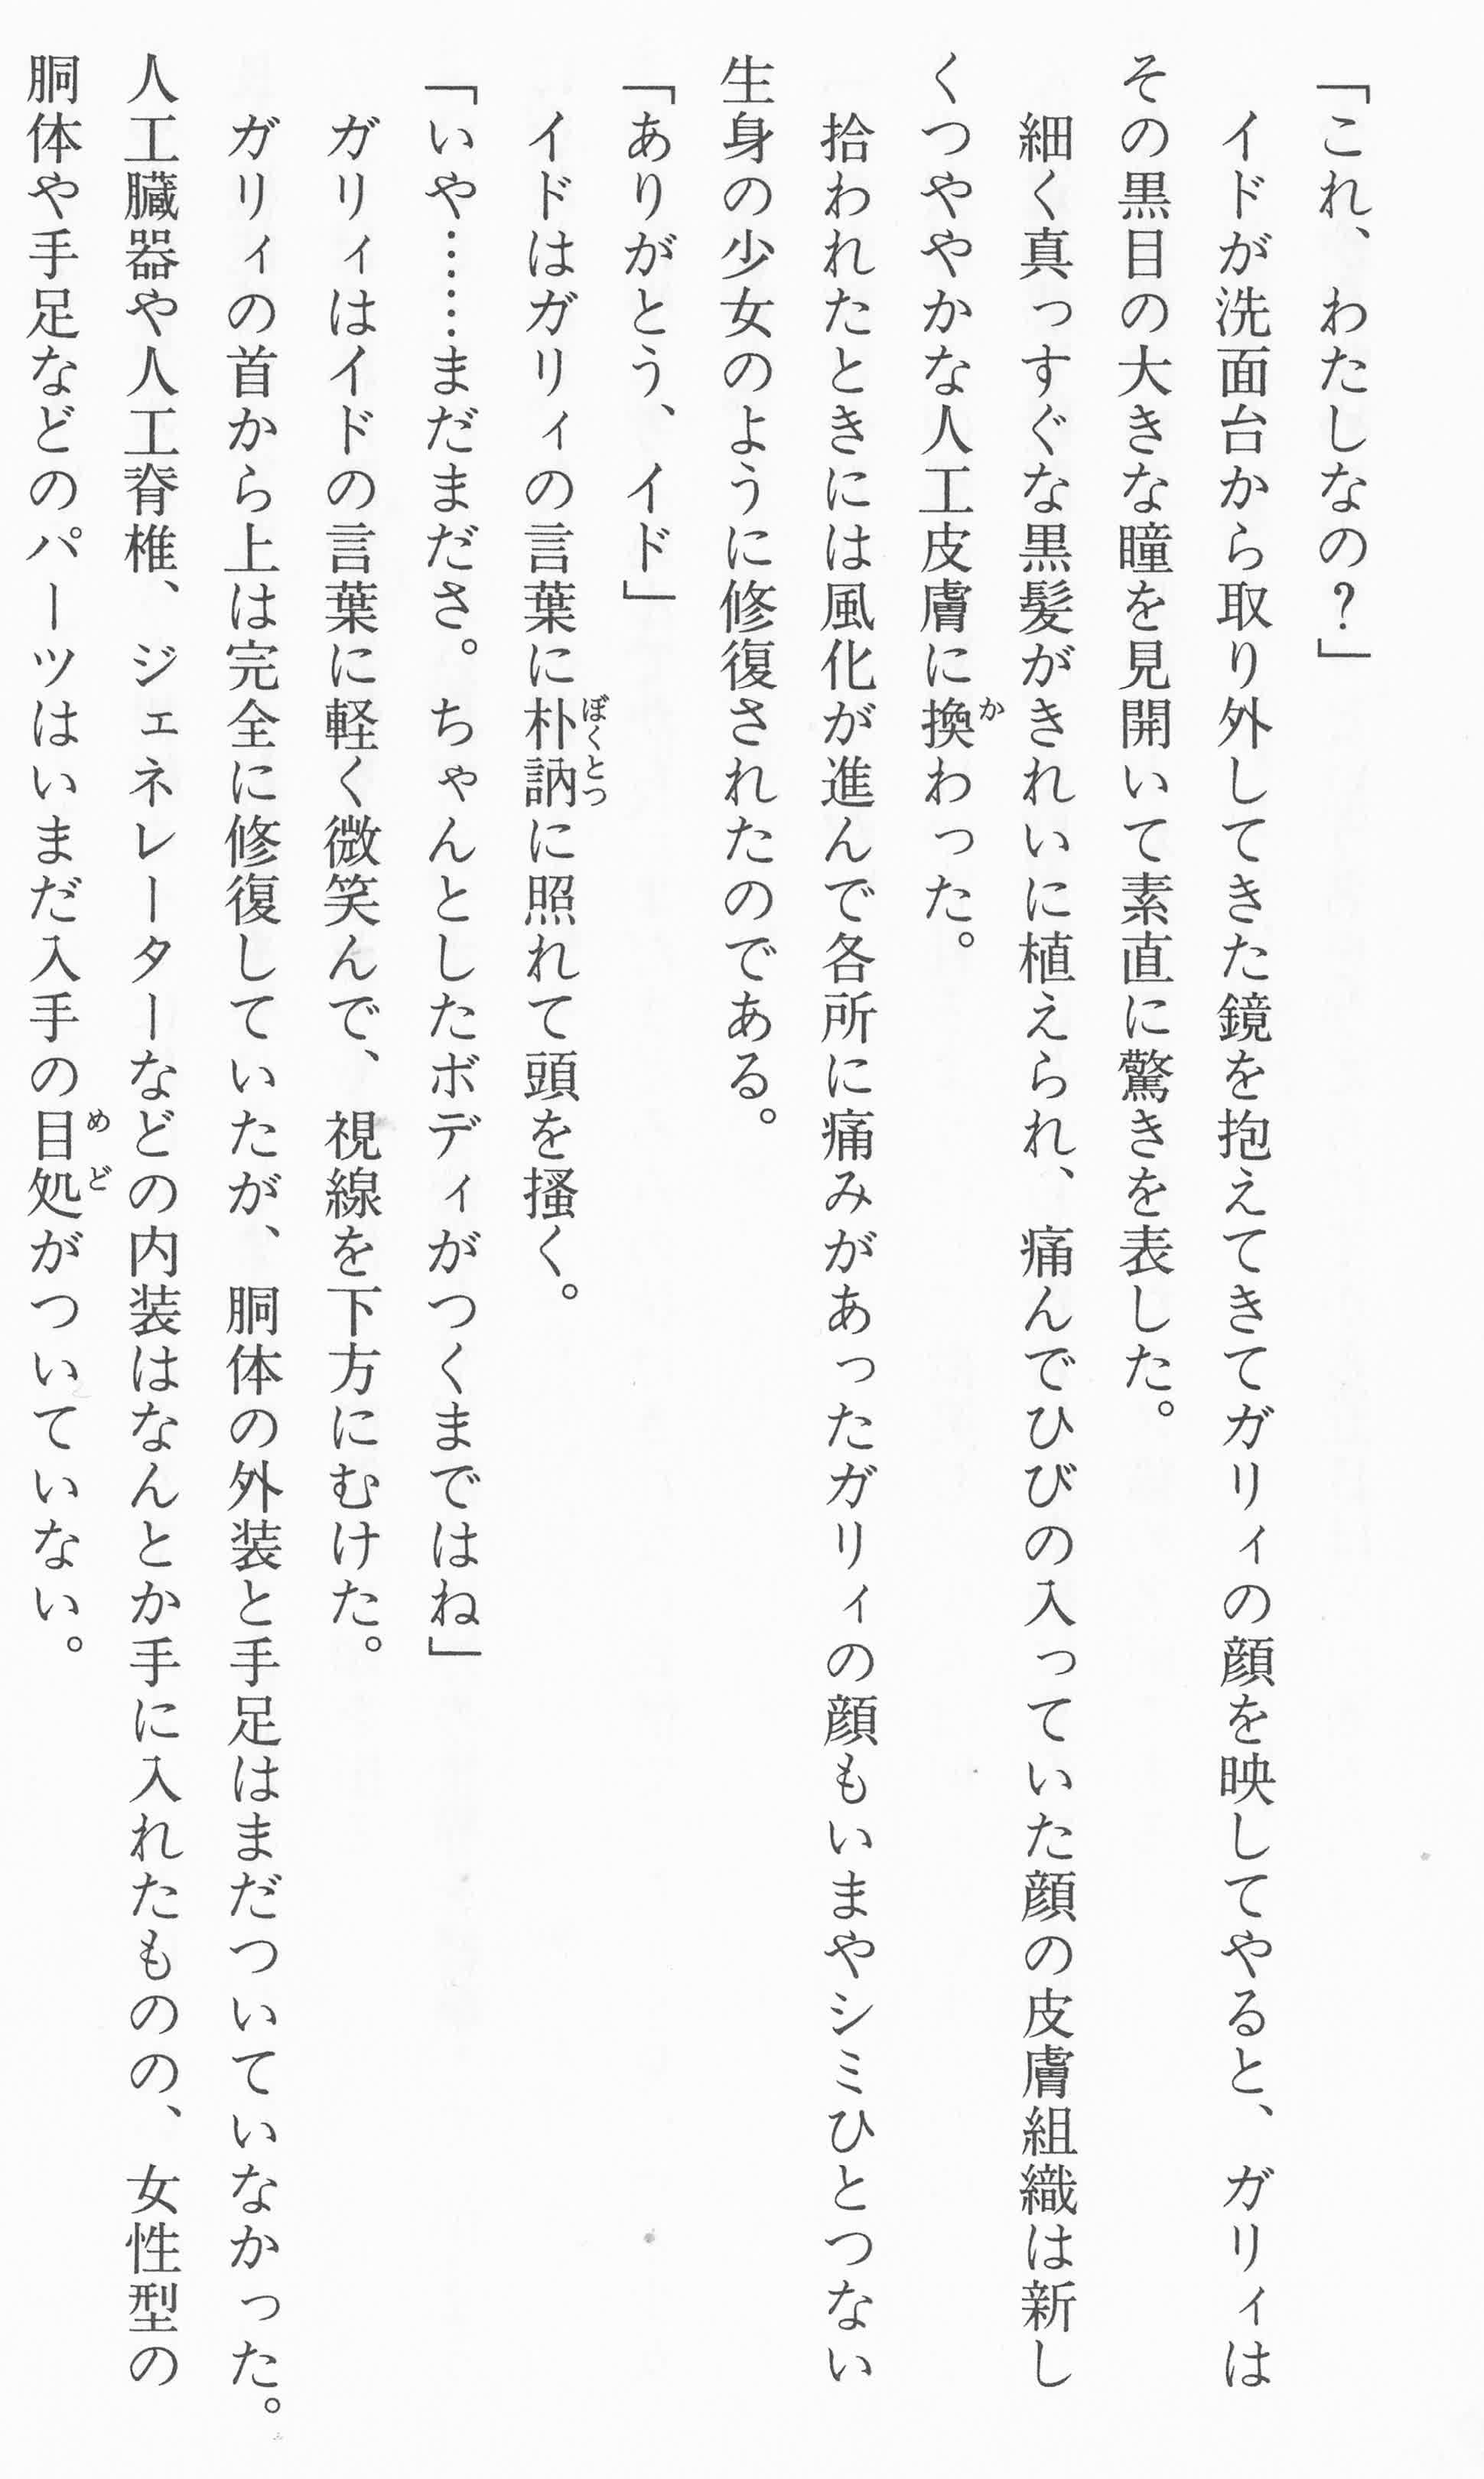 「これ、わたしなの?」
　イドが洗面台から取り外してきた鏡を抱えてきてガリィの顔を映してやると、ガリィは
その黒目の大きな瞳を見開いて素直に驚きを表した。
　細く真っすぐな黒髪がきれいに植えられ、痛んでひびの入っていた顔の皮膚組織は新し
くつややかな人工皮膚に換わった。
　拾われたときには風化が進んで各所に痛みがあったガリィの顔もいまやシミひとつない
生身の少女のように修復されたのである。
「ありがとう、イド」
　イドはガリィの言葉に朴訥に照れて頭を掻く。
「いや……まだまださ。ちゃんとしたボディがつくまではね」
　ガリィはイドの言葉に軽く微笑んで、視線を下方にむけた。
　ガリィの首から上は完全に修復していたが、胴体の外装と手足はまだついていなかった。
人工臓器や人工脊椎、ジェネレーターなどの内装はなんとか手に入れたものの、女性型の
胴体や手足などのパーツはいまだ入手の目処がついていない。